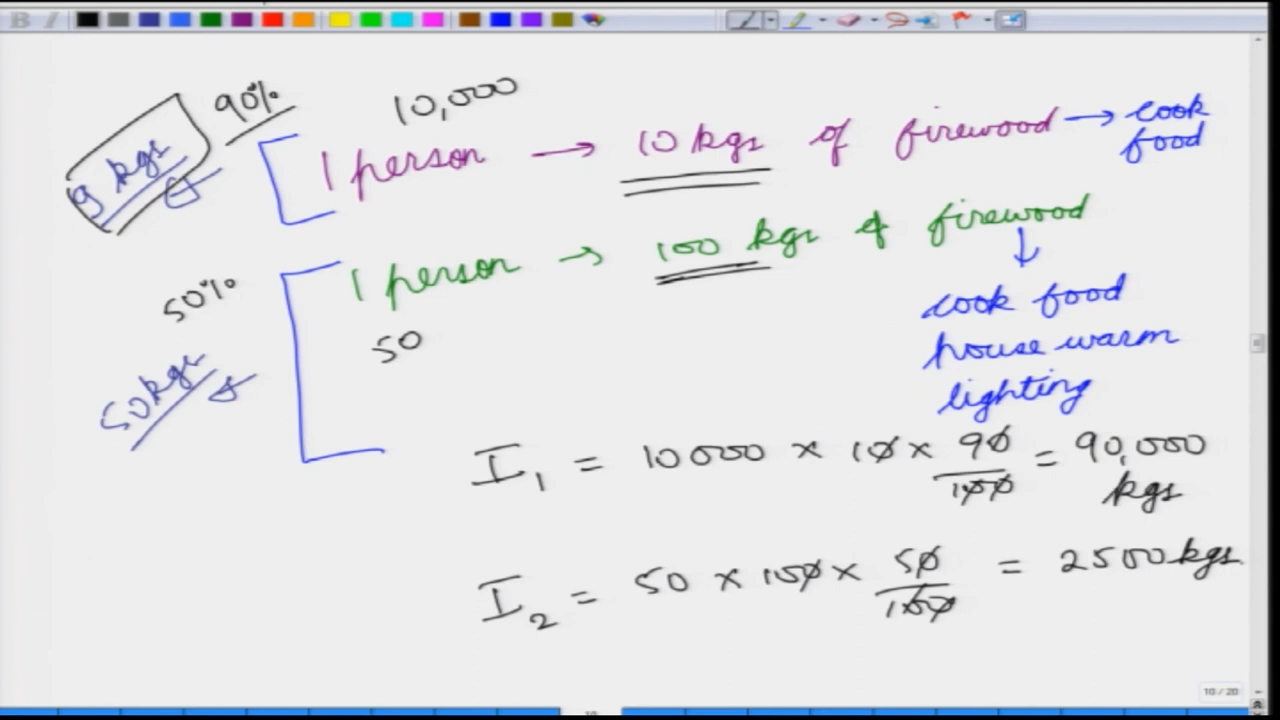 90% 10,000
9 kgs
1 person → 10 kgs of firewood → cook food
1 person → 100 kgs of firewood
50%
50
50 kgs
cook food
house warm
lighting
I1 = 10000 × 10 × 90/100 = 90,000 kgs
I2 = 50 × 100 × 50/100 = 2500 kgs
10 / 20